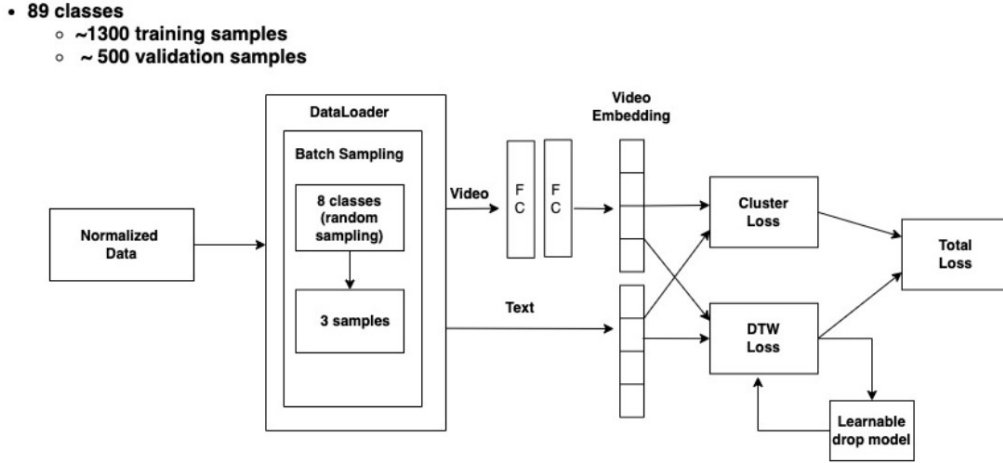 89 classes
~1300 training samples
~ 500 validation samples
Normalized
Data
DataLoader
Batch Sampling
8 classes
(random
sampling)
3 samples
Video
Text
F
C
F
C
Video
Embedding
Cluster
Loss
DTW
Loss
Learnable
drop model
Total
Loss